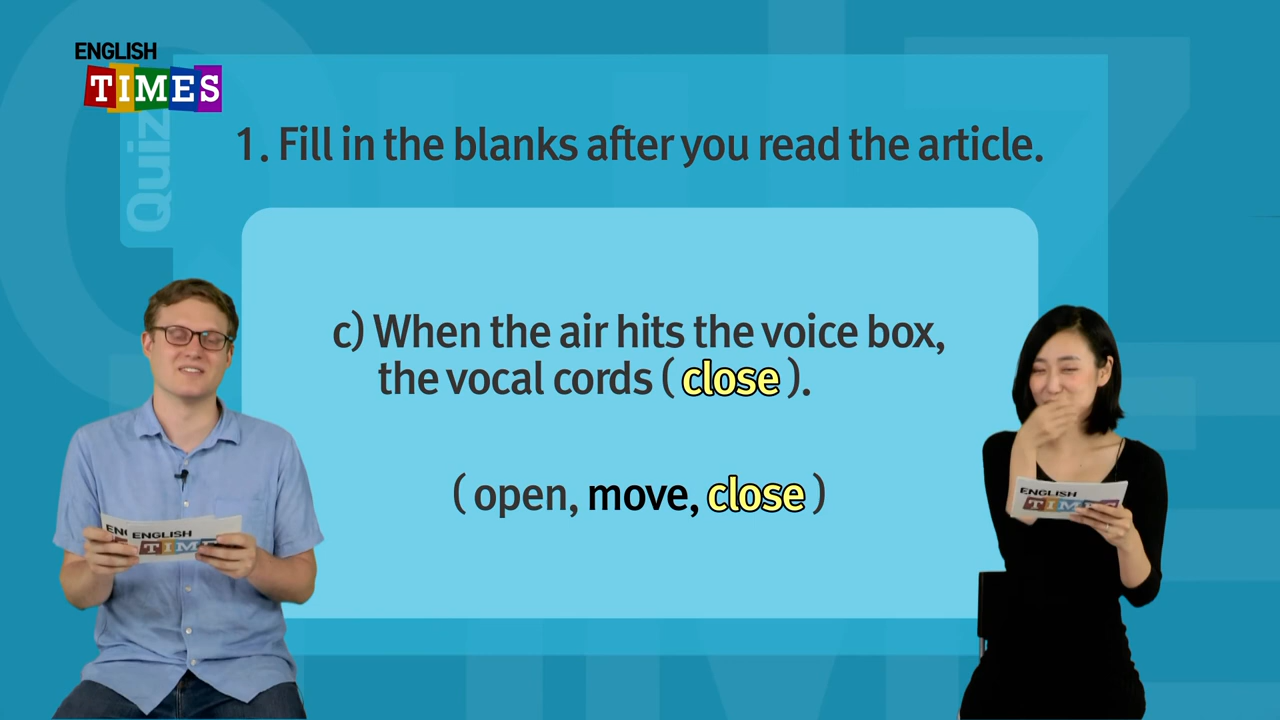 ENGLISH
TIMES
Quiz
1. Fill in the blanks after you read the article.
c) When the air hits the voice box,
the vocal cords ( close ).
( open, move, close )
ENGLISH
ENGLISH
TIMES